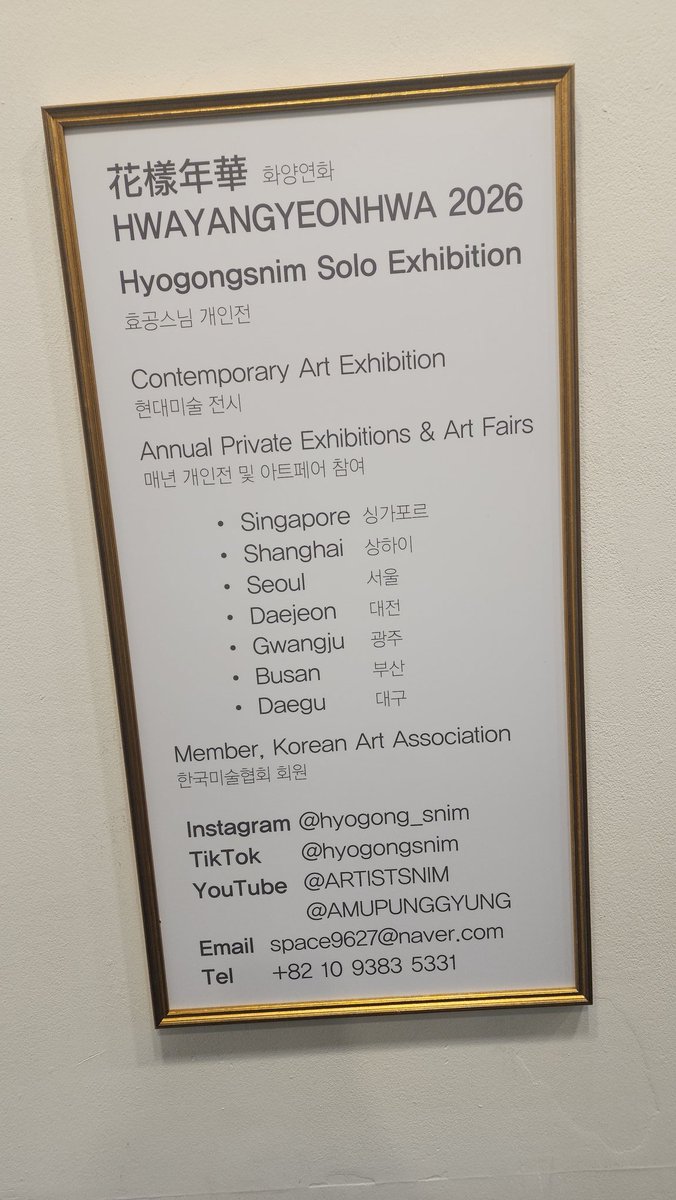 花樣年華 화양연화
HWAYANGYEONHWA 2026
Hyogongsnim Solo Exhibition
효공스님 개인전
Contemporary Art Exhibition
현대미술 전시
Annual Private Exhibitions & Art Fairs
매년 개인전 및 아트페어 참여
• Singapore 싱가포르
• Shanghai 상하이
• Seoul 서울
• Daejeon 대전
• Gwangju 광주
• Busan 부산
• Daegu 대구
Member, Korean Art Association
한국미술협회 회원
Instagram @hyogong_snim
TikTok @hyogongsnim
YouTube @ARTISTSNIM
@AMUPUNGGYUNG
Email space9627@naver.com
Tel +82 10 9383 5331